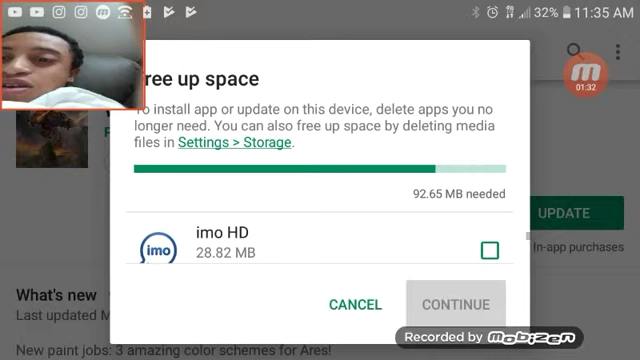 32% 11:35 AM
01:32
ree up space
To install app or update on this device, delete apps you no
longer need. You can also free up space by deleting media
files in Settings > Storage.
92.65 MB needed
UPDATE
imo HD
imo
28.82 MB
In-app purchases
What's new
Last updated M
CANCEL
CONTINUE
Recorded by Mobizen
New paint jobs: 3 amazing color schemes for Ares!